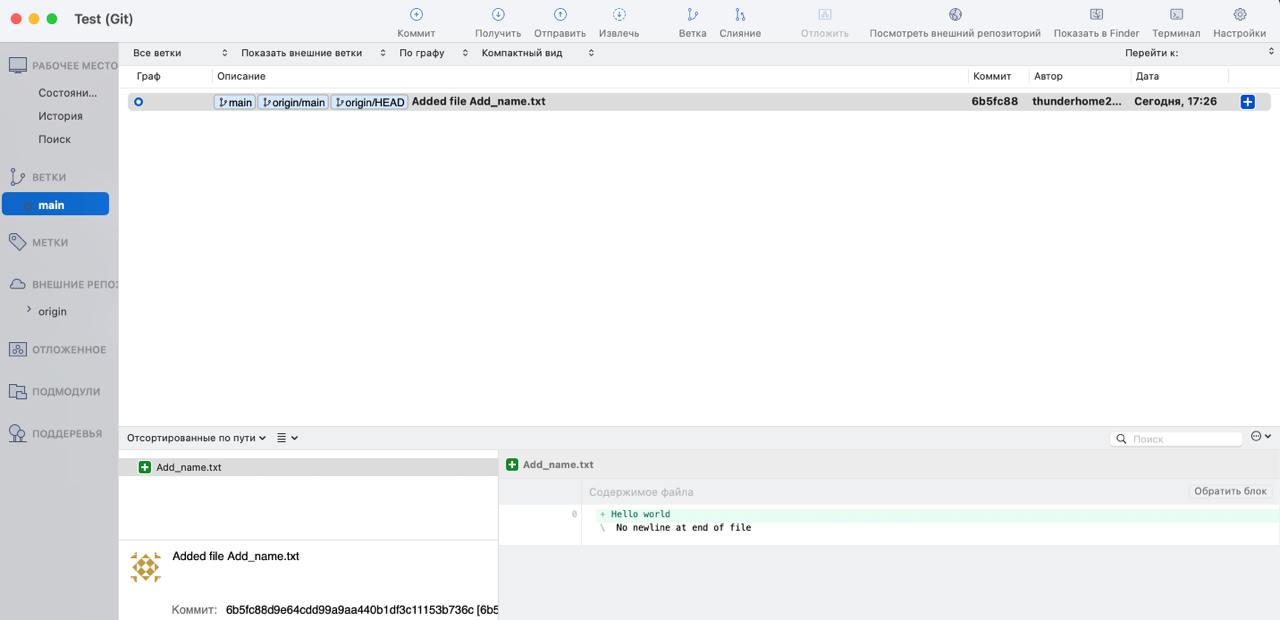 Test (Git)
Коммит
Получить
Отправить
Извлечь
Ветка
Слияние
Отложить
Посмотреть внешний репозиторий
Показать в Finder
Терминал
Настройки
РАБОЧЕЕ МЕСТО
Состояни...
История
Поиск
ВЕТКИ
main
МЕТКИ
ВНЕШНИЕ РЕПОЗ
origin
ОТЛОЖЕННОЕ
ПОДМОДУЛИ
ПОДДЕРЕВЬЯ
Все ветки Показать внешние ветки По графу Компактный вид Перейти к:
Граф Описание Коммит Автор Дата
main origin/main origin/HEAD Added file Add_name.txt 6b5fc88 thunderhome2... Сегодня, 17:26
Отсортированные по пути
Поиск
Add_name.txt
Added file Add_name.txt
Коммит: 6b5fc88d9e64cdd99a9aa440b1df3c11153b736c [6b5
Add_name.txt
Содержимое файла Обратить блок
0 + Hello world
\ No newline at end of file